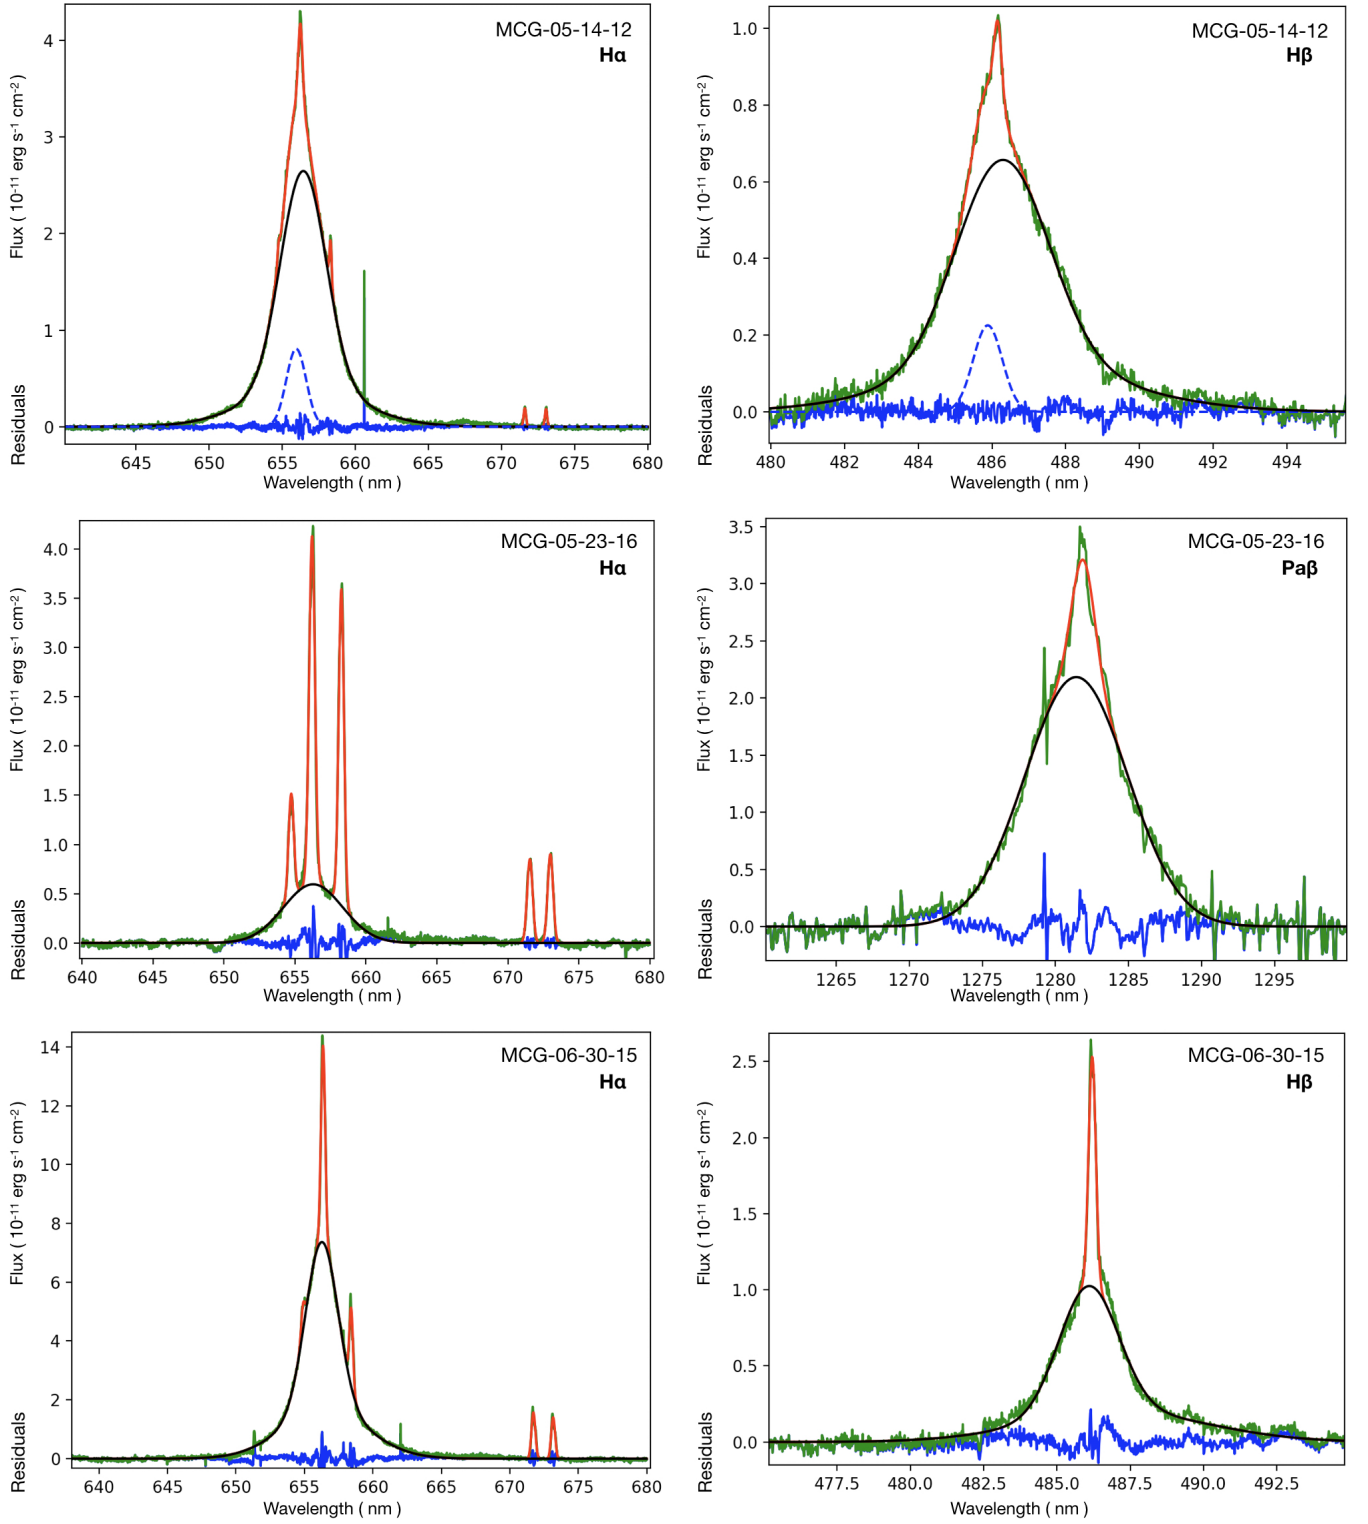 MCG-05-14-12
Hα
Flux ( 10⁻¹¹ erg s⁻¹ cm⁻²)
Residuals
4
3
2
1
0
645 650 655 660 665 670 675 680
Wavelength ( nm )
MCG-05-14-12
Hβ
Flux ( 10⁻¹¹ erg s⁻¹ cm⁻²)
Residuals
1.0
0.8
0.6
0.4
0.2
0.0
480 482 484 486 488 490 492 494
Wavelength ( nm )
MCG-05-23-16
Hα
Flux ( 10⁻¹¹ erg s⁻¹ cm⁻²)
Residuals
4.0
3.5
3.0
2.5
2.0
1.5
1.0
0.5
0.0
640 645 650 655 660 665 670 675 680
Wavelength ( nm )
MCG-05-23-16
Paβ
Flux ( 10⁻¹¹ erg s⁻¹ cm⁻²)
Residuals
3.5
3.0
2.5
2.0
1.5
1.0
0.5
0.0
1265 1270 1275 1280 1285 1290 1295
Wavelength ( nm )
MCG-06-30-15
Hα
Flux ( 10⁻¹¹ erg s⁻¹ cm⁻²)
Residuals
14
12
10
8
6
4
2
0
640 645 650 655 660 665 670 675 680
Wavelength ( nm )
MCG-06-30-15
Hβ
Flux ( 10⁻¹¹ erg s⁻¹ cm⁻²)
Residuals
2.5
2.0
1.5
1.0
0.5
0.0
477.5 480.0 482.5 485.0 487.5 490.0 492.5
Wavelength ( nm )